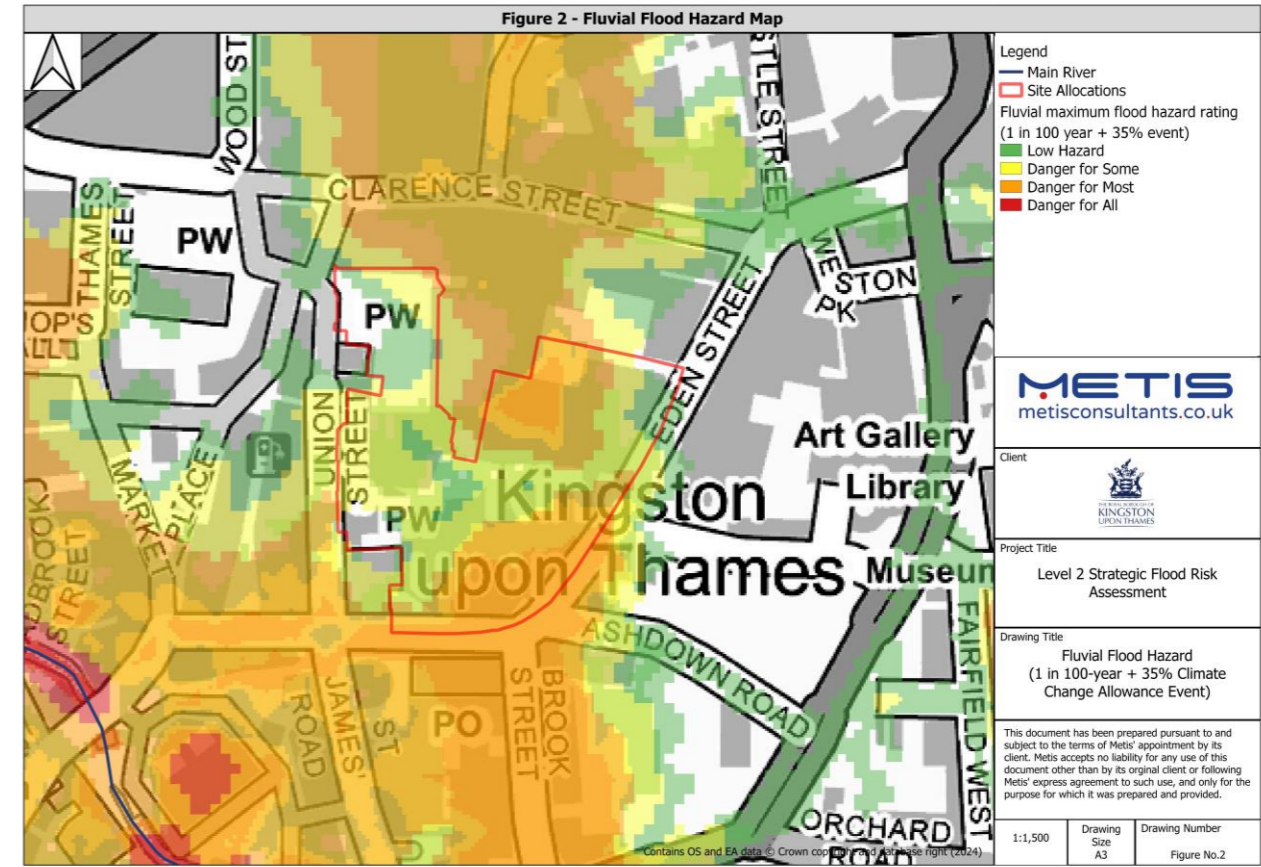 Figure 2 - Fluvial Flood Hazard Map
WOOD ST
CLARENCE STREET
THAMES
STREET
PW
EDEN STREET
WESTON
PK
PW
UNION
STREET
MARKET
PLACE
PW
Art Gallery
Library
Museum
Kingston
upon Thames
STREET
ASHDOWN ROAD
FAIRFIELD WEST
JAMES'
ST
ROAD
PO
BROOK
STREET
ORCHARD
ROAD
Contains OS and EA data © Crown copyright and database right (2024)
Legend
Main River
Site Allocations
Fluvial maximum flood hazard rating
(1 in 100 year + 35% event)
Low Hazard
Danger for Some
Danger for Most
Danger for All
METIS
metisconsultants.co.uk
Client
THE ROYAL BOROUGH OF
KINGSTON
UPON THAMES
Project Title
Level 2 Strategic Flood Risk
Assessment
Drawing Title
Fluvial Flood Hazard
(1 in 100-year + 35% Climate
Change Allowance Event)
This document has been prepared pursuant to and
subject to the terms of Metis' appointment by its
client. Metis accepts no liability for any use of this
document other than by its orginal client or following
Metis' express agreement to such use, and only for the
purpose for which it was prepared and provided.
1:1,500
Drawing
Size
A3
Drawing Number
Figure No.2